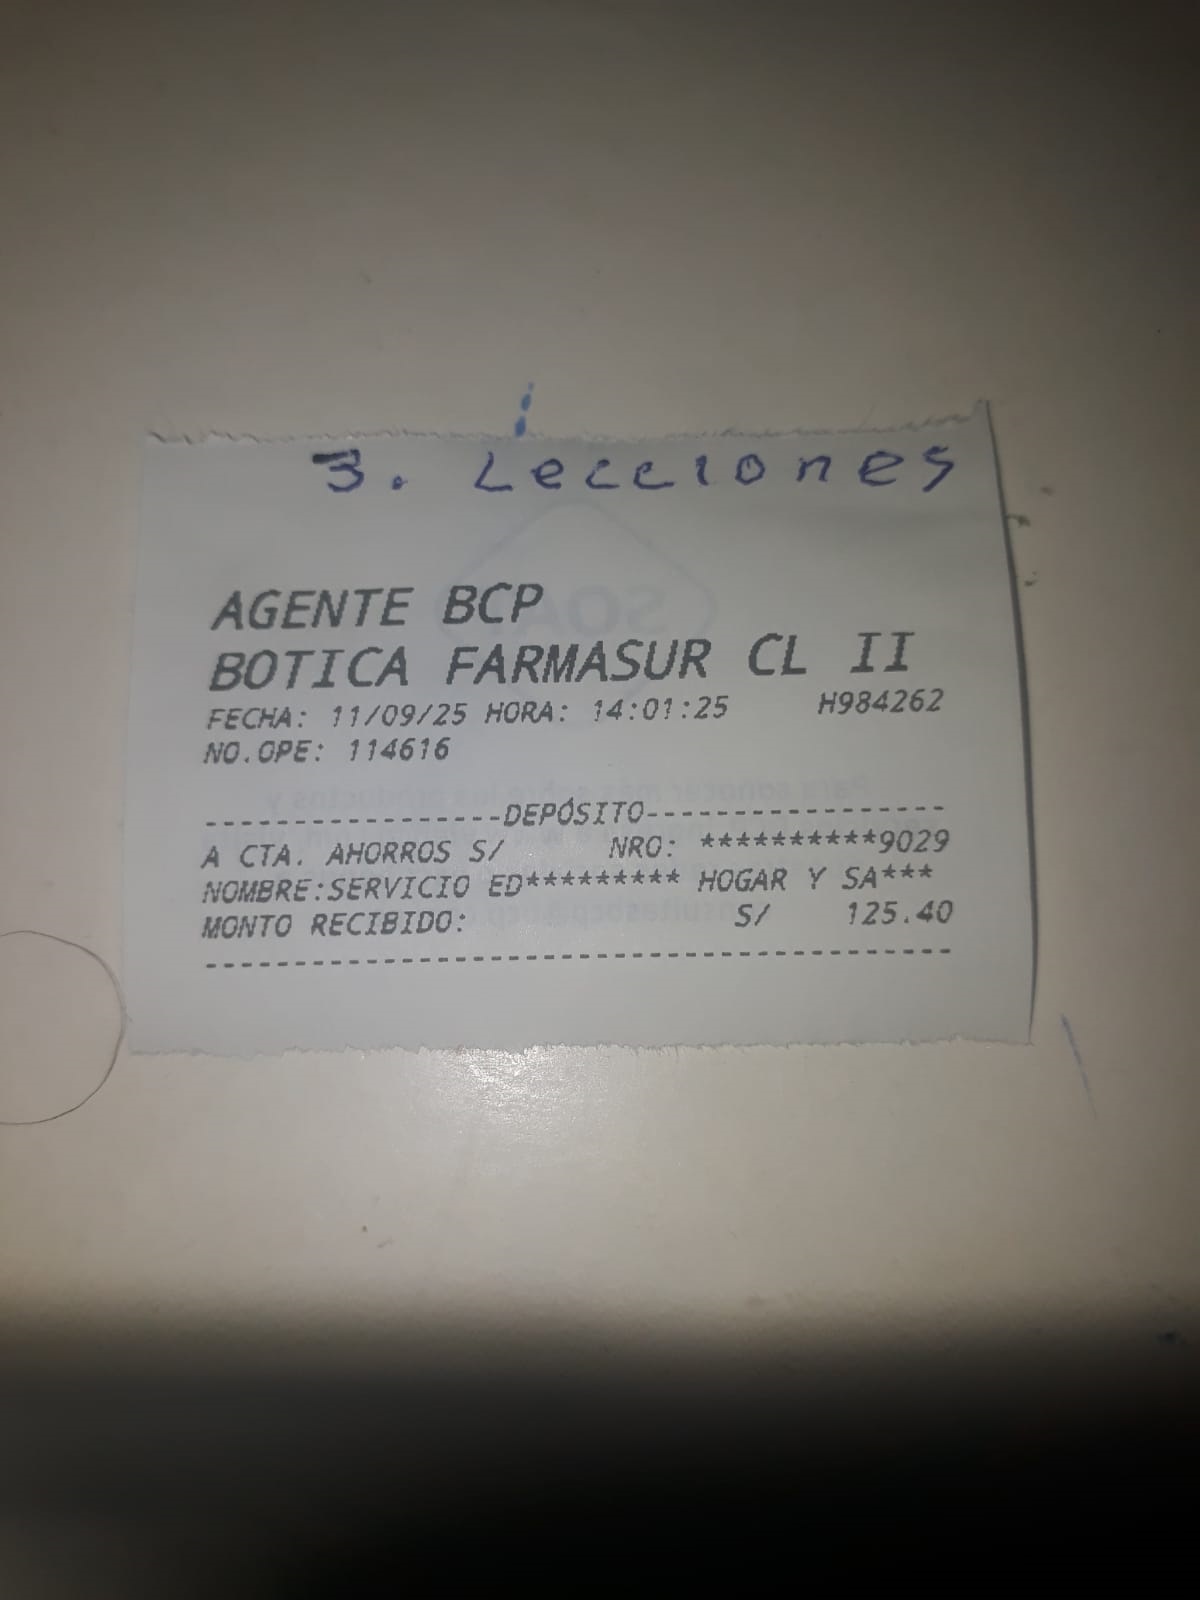 3. Lecciones
AGENTE BCP
BOTICA FARMASUR CL II
FECHA: 11/09/25 HORA: 14:01:25 H984262
NO.OPE: 114616
-----------------DEPÓSITO-----------------
A CTA. AHORROS S/ NRO: **********9029
NOMBRE:SERVICIO ED********* HOGAR Y SA***
MONTO RECIBIDO: S/ 125.40
------------------------------------------